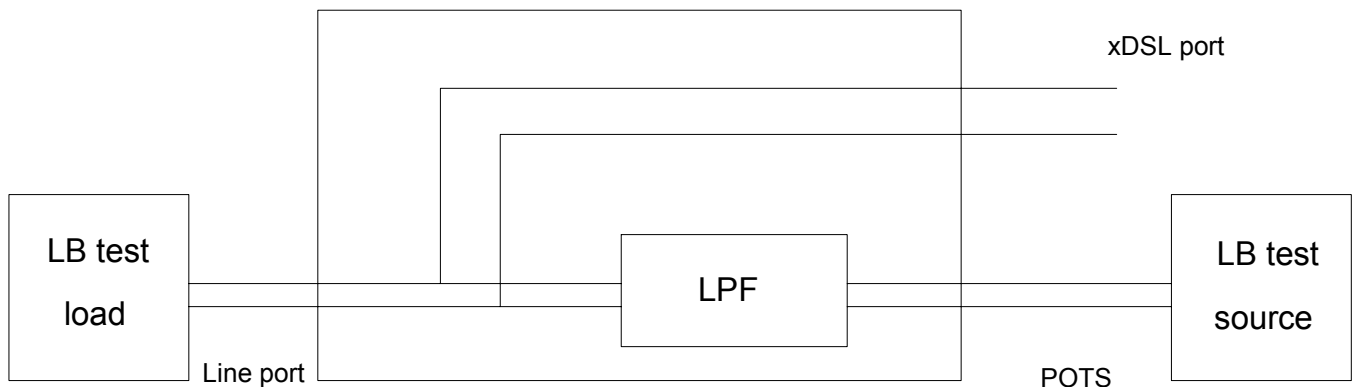 xDSL port
LB test
load
LPF
LB test
source
Line port
POTS